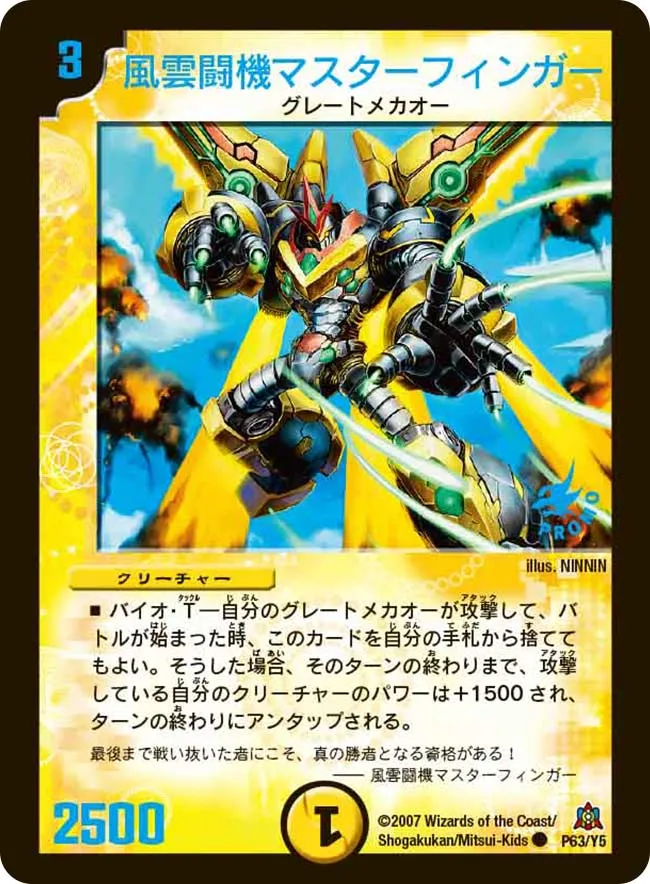 3
風雲闘機マスターフィンガー
グレートメカオー
PROMO
illus. NINNIN
クリーチャー
■ バイオ・T―自分のグレートメカオーが攻撃して、バ
トルが始まった時、このカードを自分の手札から捨てて
もよい。そうした場合、そのターンの終わりまで、攻撃
している自分のクリーチャーのパワーは+1500 され、
ターンの終わりにアンタップされる。
最後まで戦い抜いた者にこそ、真の勝者となる資格がある！
―― 風雲闘機マスターフィンガー
2500
1
©2007 Wizards of the Coast/
Shogakukan/Mitsui-Kids
P63/Y5